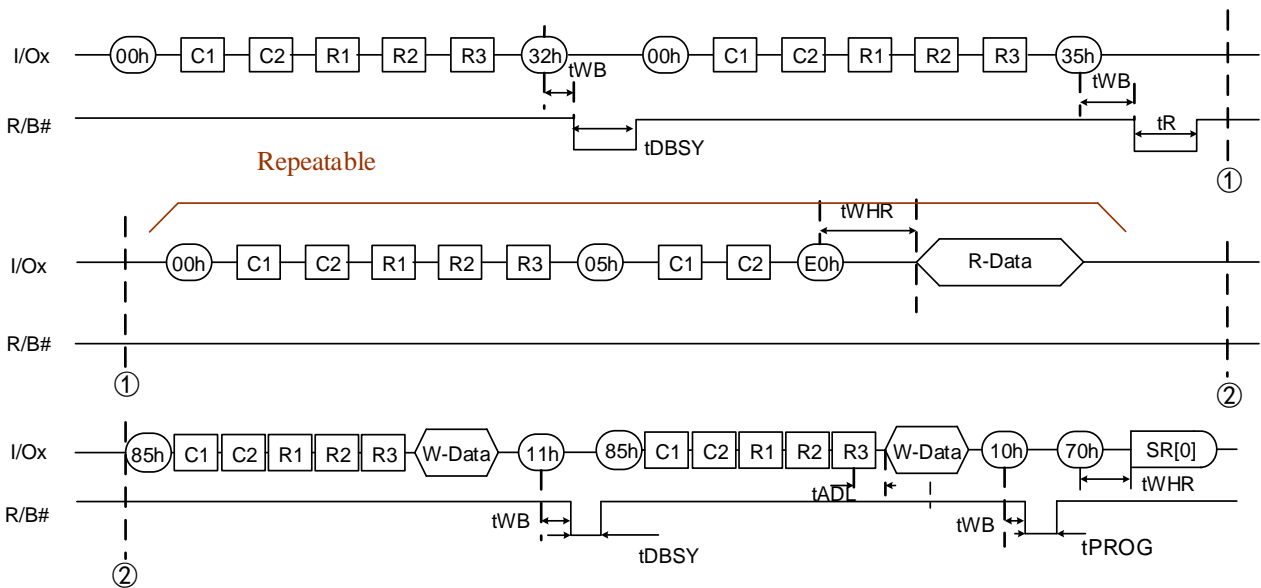 I/Ox 00h C1 C2 R1 R2 R3 32h 00h C1 C2 R1 R2 R3 35h
tWB tWB
R/B# tDBSY tR
Repeatable
①
tWHR
I/Ox 00h C1 C2 R1 R2 R3 05h C1 C2 E0h R-Data
R/B#
① ②
I/Ox 85h C1 C2 R1 R2 R3 W-Data 11h 85h C1 C2 R1 R2 R3 W-Data 10h 70h SR[0]
tADL tWHR
R/B# tWB tDBSY tWB tPROG
②